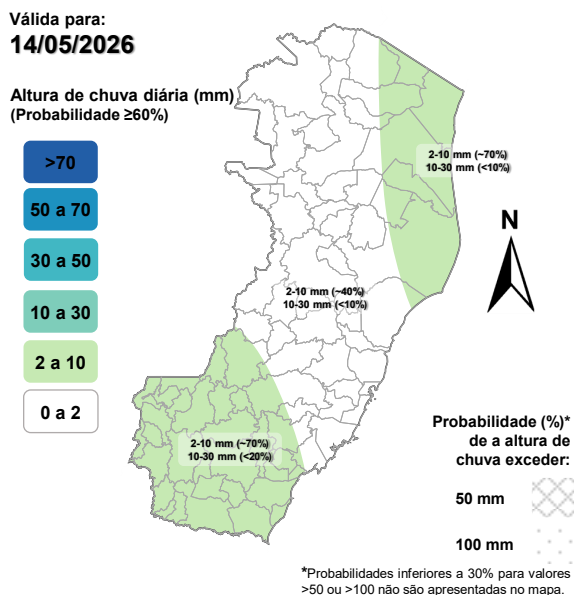 Válida para:
14/05/2026
Altura de chuva diária (mm)
(Probabilidade ≥60%)
>70
50 a 70
30 a 50
10 a 30
2 a 10
0 a 2
2-10 mm (~70%)
10-30 mm (<10%)
N
2-10 mm (~40%)
10-30 mm (<10%)
2-10 mm (~70%)
10-30 mm (<20%)
Probabilidade (%)*
de a altura de
chuva exceder:
50 mm
100 mm
*Probabilidades inferiores a 30% para valores
>50 ou >100 não são apresentadas no mapa.